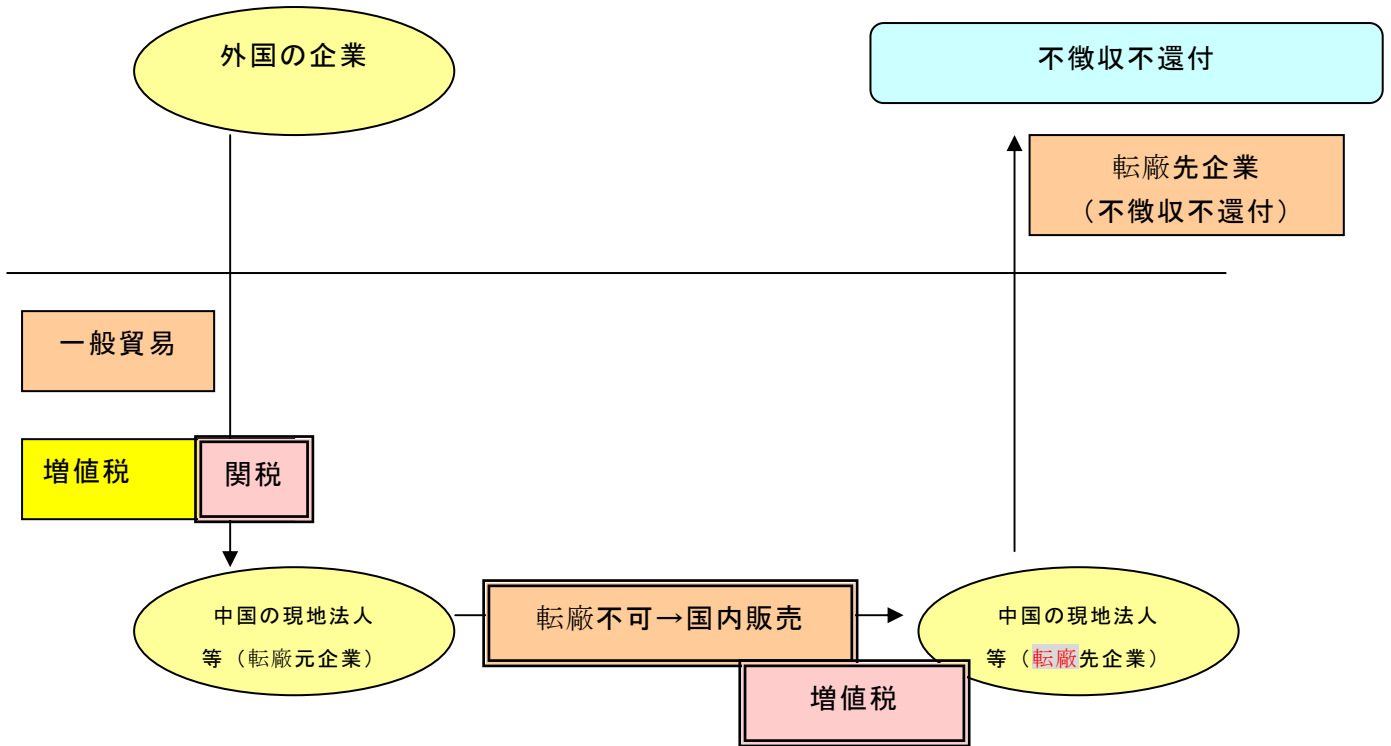 外国の企業
不徴収不還付
転廠先企業
（不徴収不還付）
一般貿易
増値税
関税
中国の現地法人
等（転廠元企業）
転廠不可→国内販売
中国の現地法人
等（転廠先企業）
増値税